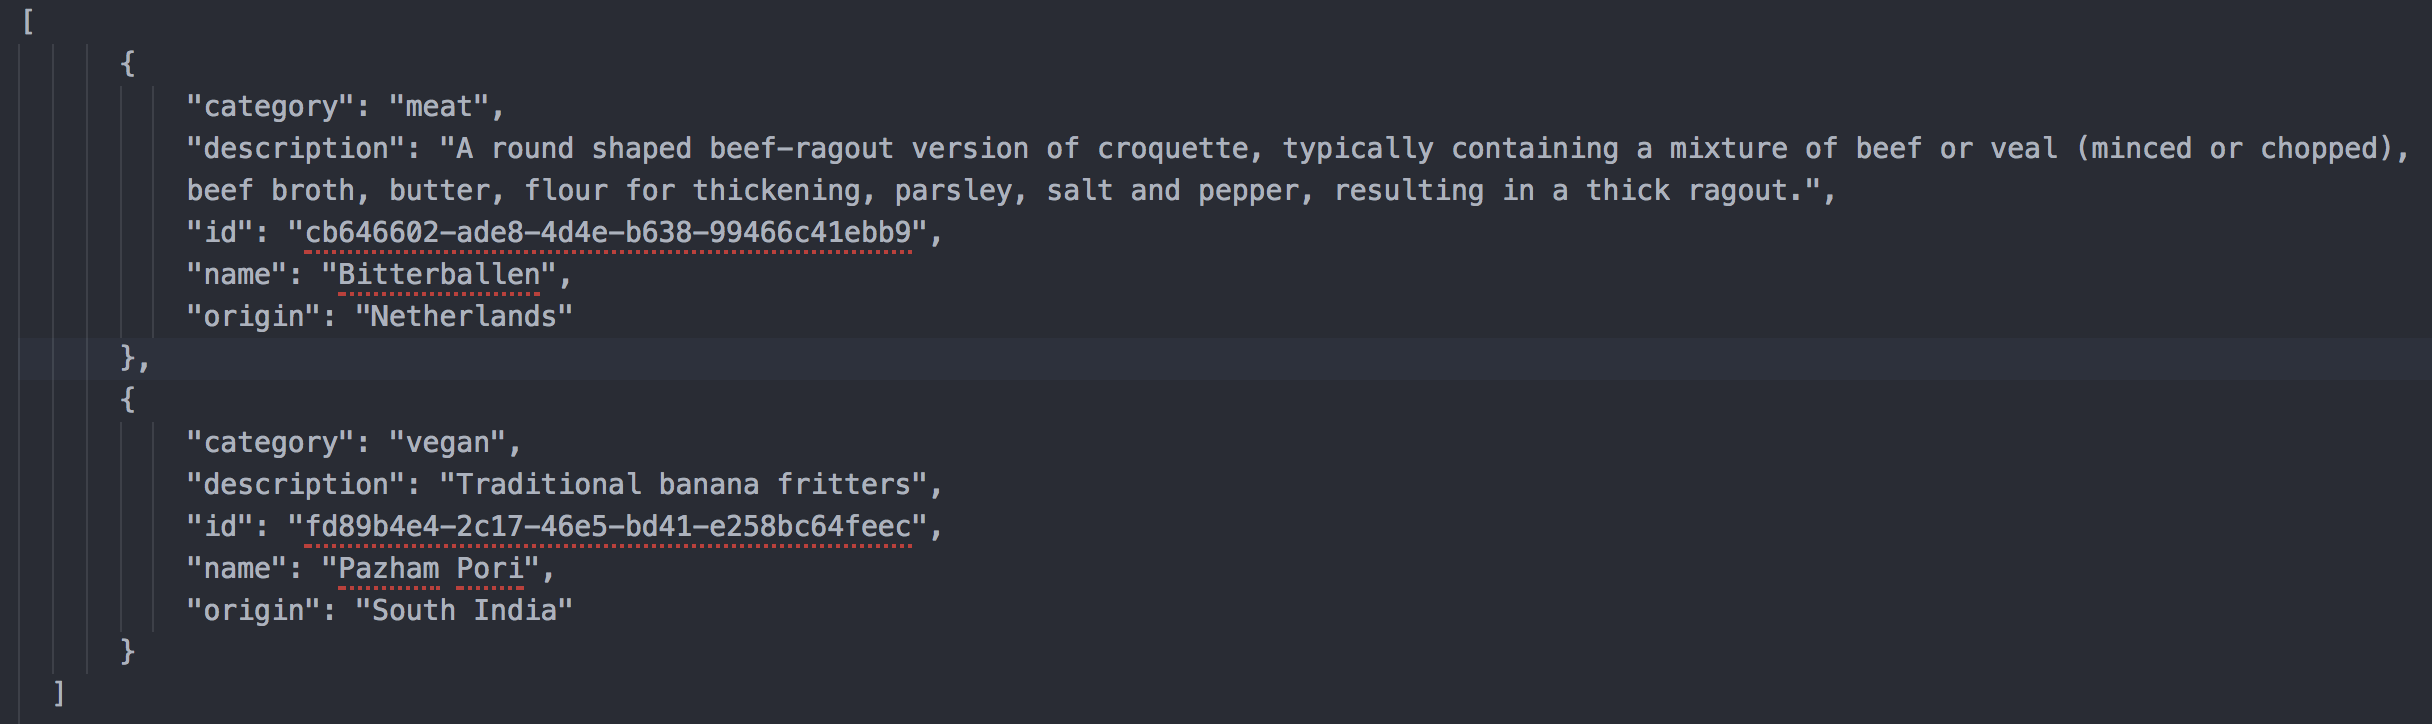 [
{
"category": "meat",
"description": "A round shaped beef-ragout version of croquette, typically containing a mixture of beef or veal (minced or chopped),
beef broth, butter, flour for thickening, parsley, salt and pepper, resulting in a thick ragout.",
"id": "cb646602-ade8-4d4e-b638-99466c41ebb9",
"name": "Bitterballen",
"origin": "Netherlands"
},
{
"category": "vegan",
"description": "Traditional banana fritters",
"id": "fd89b4e4-2c17-46e5-bd41-e258bc64feec",
"name": "Pazham Pori",
"origin": "South India"
}
]